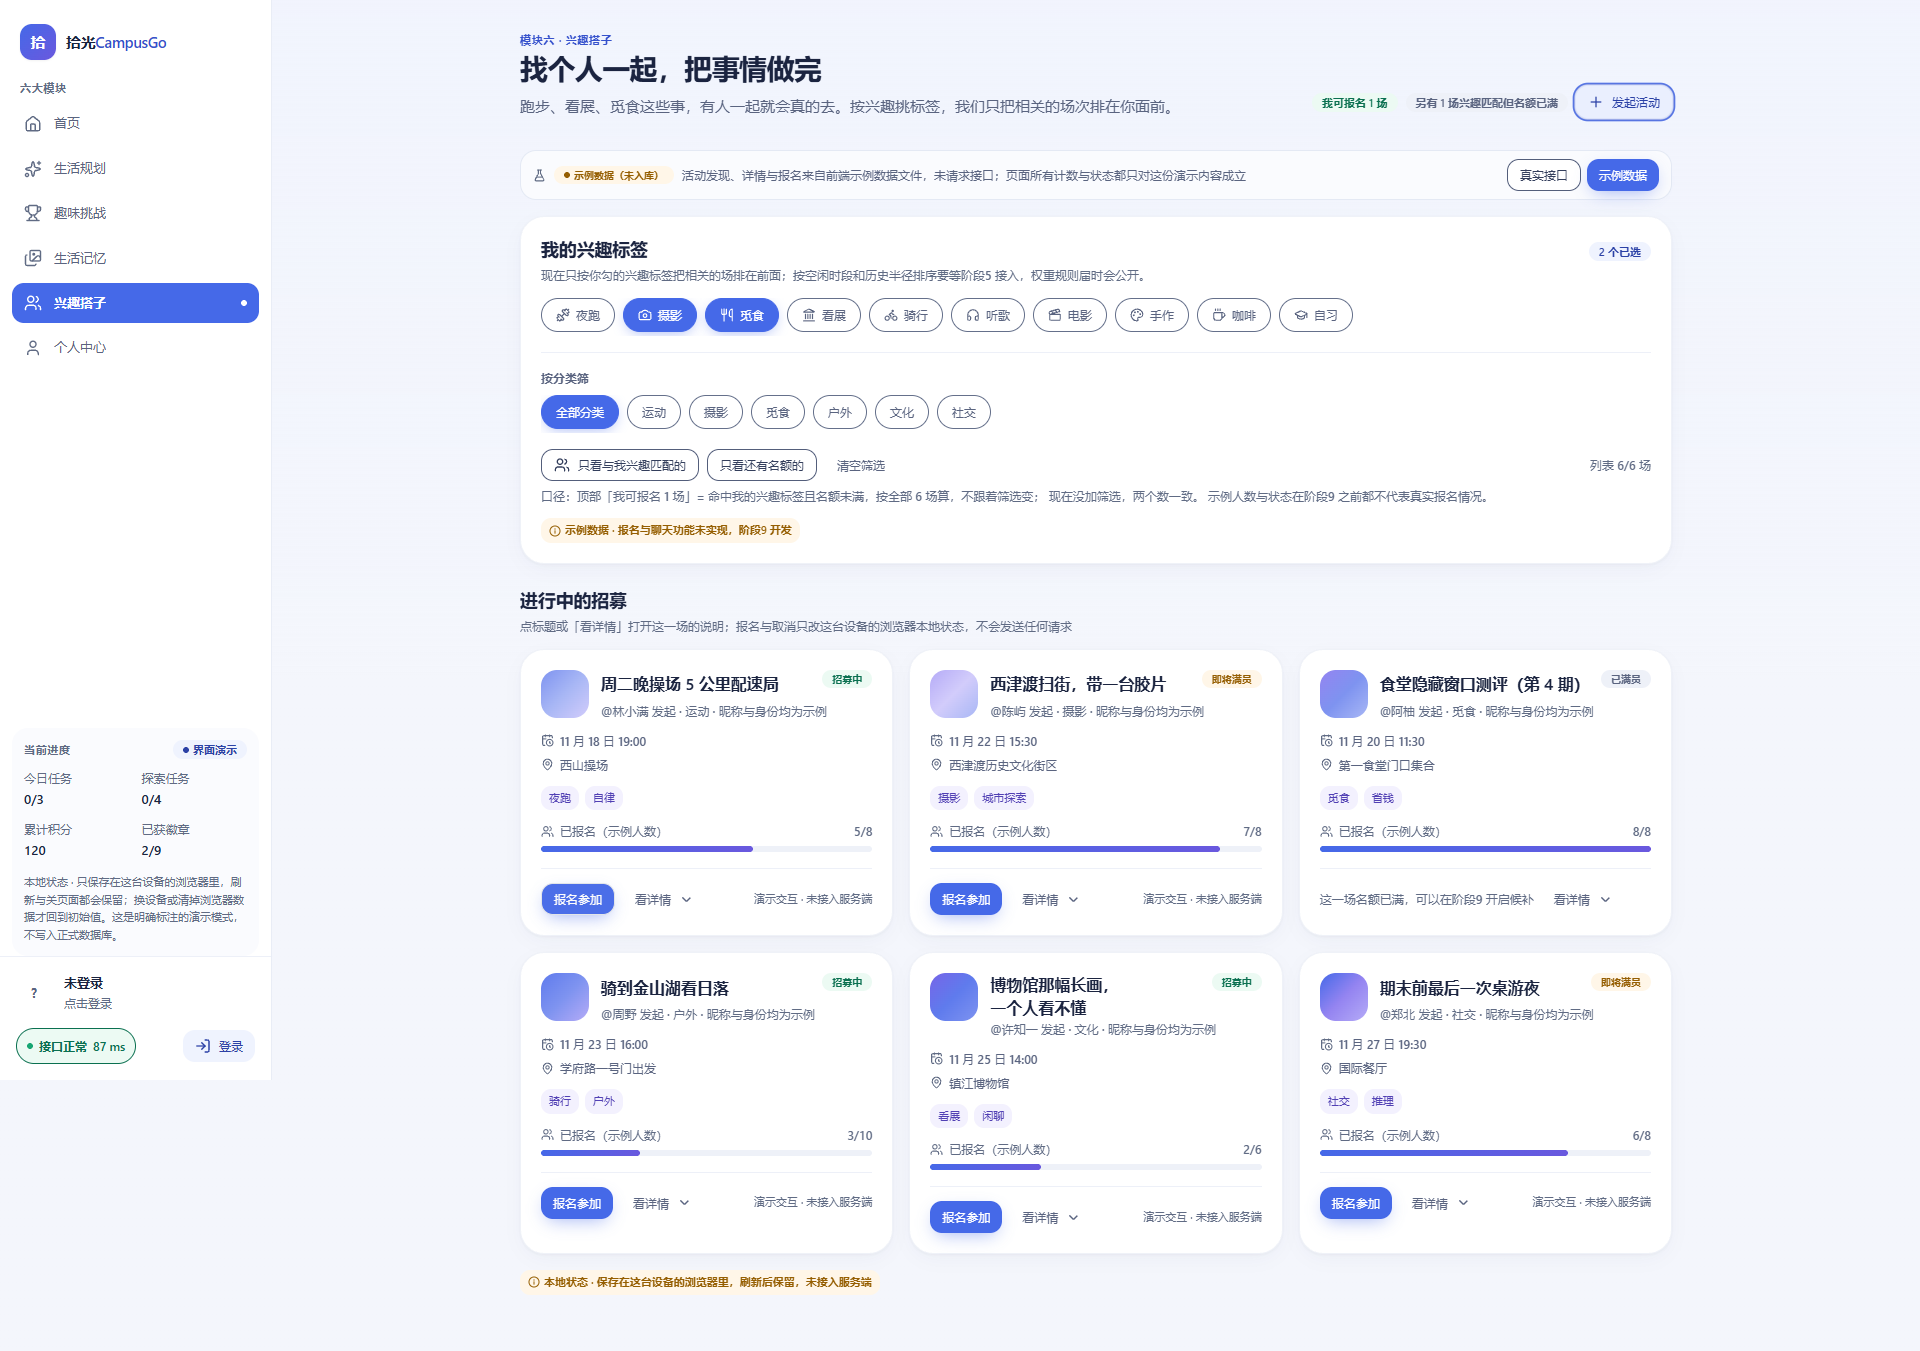 拾 拾光CampusGo
六大模块
首页
生活规划
趣味挑战
生活记忆
兴趣搭子
个人中心
当前进度 界面演示
今日任务 探索任务
0/3 0/4
累计积分 已获徽章
120 2/9
本地状态 · 只保存在这台设备的浏览器里，刷
新与关页面都会保留；换设备或清掉浏览器数
据才回到初始值。这是明确标注的演示模式，
不写入正式数据库。
? 未登录
点击登录
接口正常 87 ms 登录
模块六 · 兴趣搭子
找个人一起，把事情做完
跑步、看展、觅食这些事，有人一起就会真的去。按兴趣挑标签，我们只把相关的场次排在你面前。
我可报名 1 场 另有 1 场兴趣匹配但名额已满 发起活动
示例数据（未入库） 活动发现、详情与报名来自前端示例数据文件，未请求接口；页面所有计数与状态都只对这份演示内容成立 真实接口 示例数据
我的兴趣标签 2 个已选
现在只按你勾的兴趣标签把相关的场排在前面；按空闲时段和历史半径排序要等阶段5 接入，权重规则届时会公开。
夜跑 摄影 觅食 看展 骑行 听歌 电影 手作 咖啡 自习
按分类筛
全部分类 运动 摄影 觅食 户外 文化 社交
只看与我兴趣匹配的 只看还有名额的 清空筛选 列表 6/6 场
口径：顶部「我可报名 1 场」= 命中我的兴趣标签且名额未满，按全部 6 场算，不跟着筛选变； 现在没加筛选，两个数一致。 示例人数与状态在阶段9 之前都不代表真实报名情况。
示例数据 · 报名与聊天功能未实现，阶段9 开发
进行中的招募
点标题或「看详情」打开这一场的说明；报名与取消只改这台设备的浏览器本地状态，不会发送任何请求
周二晚操场 5 公里配速局 招募中
@林小满 发起 · 运动 · 昵称与身份均为示例
11 月 18 日 19:00
西山操场
夜跑 自律
已报名（示例人数） 5/8
报名参加 看详情 演示交互 · 未接入服务端
西津渡扫街，带一台胶片 即将满员
@陈屿 发起 · 摄影 · 昵称与身份均为示例
11 月 22 日 15:30
西津渡历史文化街区
摄影 城市探索
已报名（示例人数） 7/8
报名参加 看详情 演示交互 · 未接入服务端
食堂隐藏窗口测评（第 4 期） 已满员
@阿柚 发起 · 觅食 · 昵称与身份均为示例
11 月 20 日 11:30
第一食堂门口集合
觅食 省钱
已报名（示例人数） 8/8
这一场名额已满，可以在阶段9 开启候补 看详情
骑到金山湖看日落 招募中
@周野 发起 · 户外 · 昵称与身份均为示例
11 月 23 日 16:00
学府路一号门出发
骑行 户外
已报名（示例人数） 3/10
报名参加 看详情 演示交互 · 未接入服务端
博物馆那幅长画， 招募中
一个人看不懂
@许知一 发起 · 文化 · 昵称与身份均为示例
11 月 25 日 14:00
镇江博物馆
看展 闲聊
已报名（示例人数） 2/6
报名参加 看详情 演示交互 · 未接入服务端
期末前最后一次桌游夜 即将满员
@郑北 发起 · 社交 · 昵称与身份均为示例
11 月 27 日 19:30
国际餐厅
社交 推理
已报名（示例人数） 6/8
报名参加 看详情 演示交互 · 未接入服务端
本地状态 · 保存在这台设备的浏览器里，刷新后保留，未接入服务端